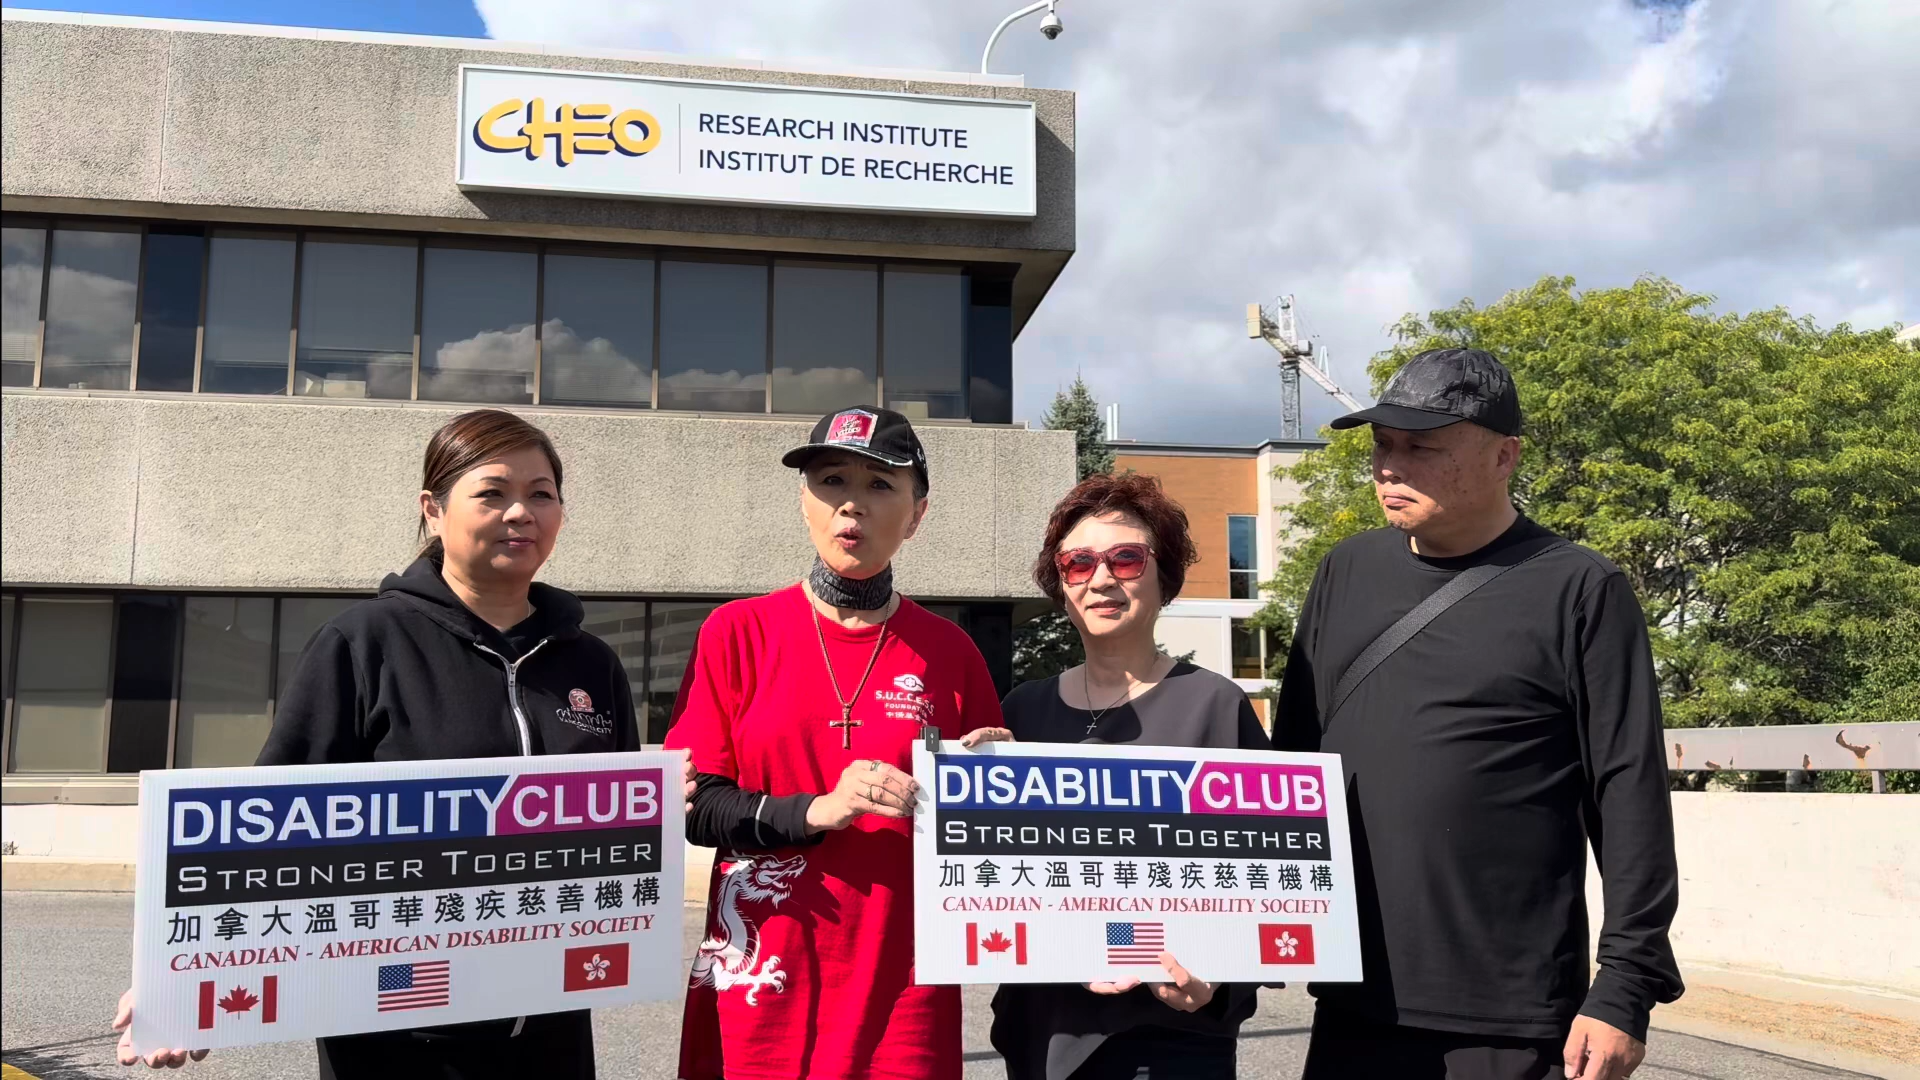 CHEO
RESEARCH INSTITUTE
INSTITUT DE RECHERCHE
S.U.C.C.E.S.S
FOUNDATION
DISABILITY CLUB
STRONGER TOGETHER
加拿大溫哥華殘疾慈善機構
CANADIAN - AMERICAN DISABILITY SOCIETY
DISABILITY CLUB
STRONGER TOGETHER
加拿大溫哥華殘疾慈善機構
CANADIAN - AMERICAN DISABILITY SOCIETY